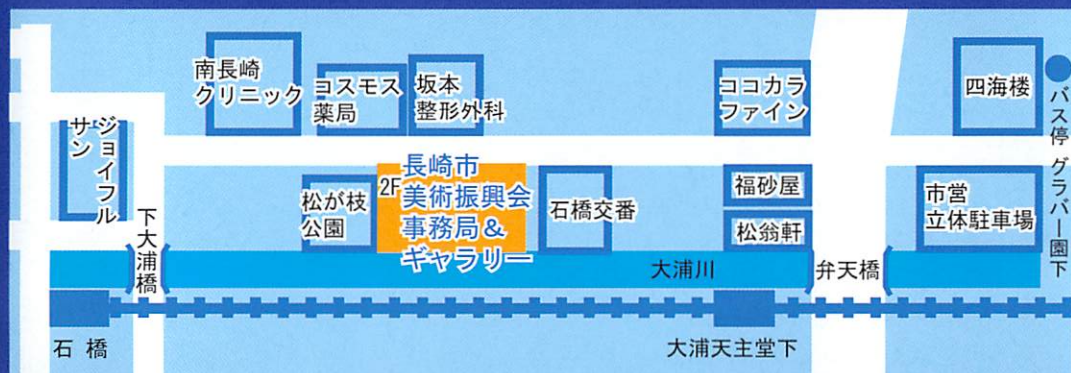 南長崎
クリニック
コスモス
薬局
坂本
整形外科
ココカラ
ファイン
四海楼
バス停 グラバー園下
ジョイフル
サン
松が枝
公園
2F
長崎市
美術振興会
事務局&
ギャラリー
石橋交番
福砂屋
松翁軒
市営
立体駐車場
下大浦橋
大浦川
弁天橋
石橋
大浦天主堂下